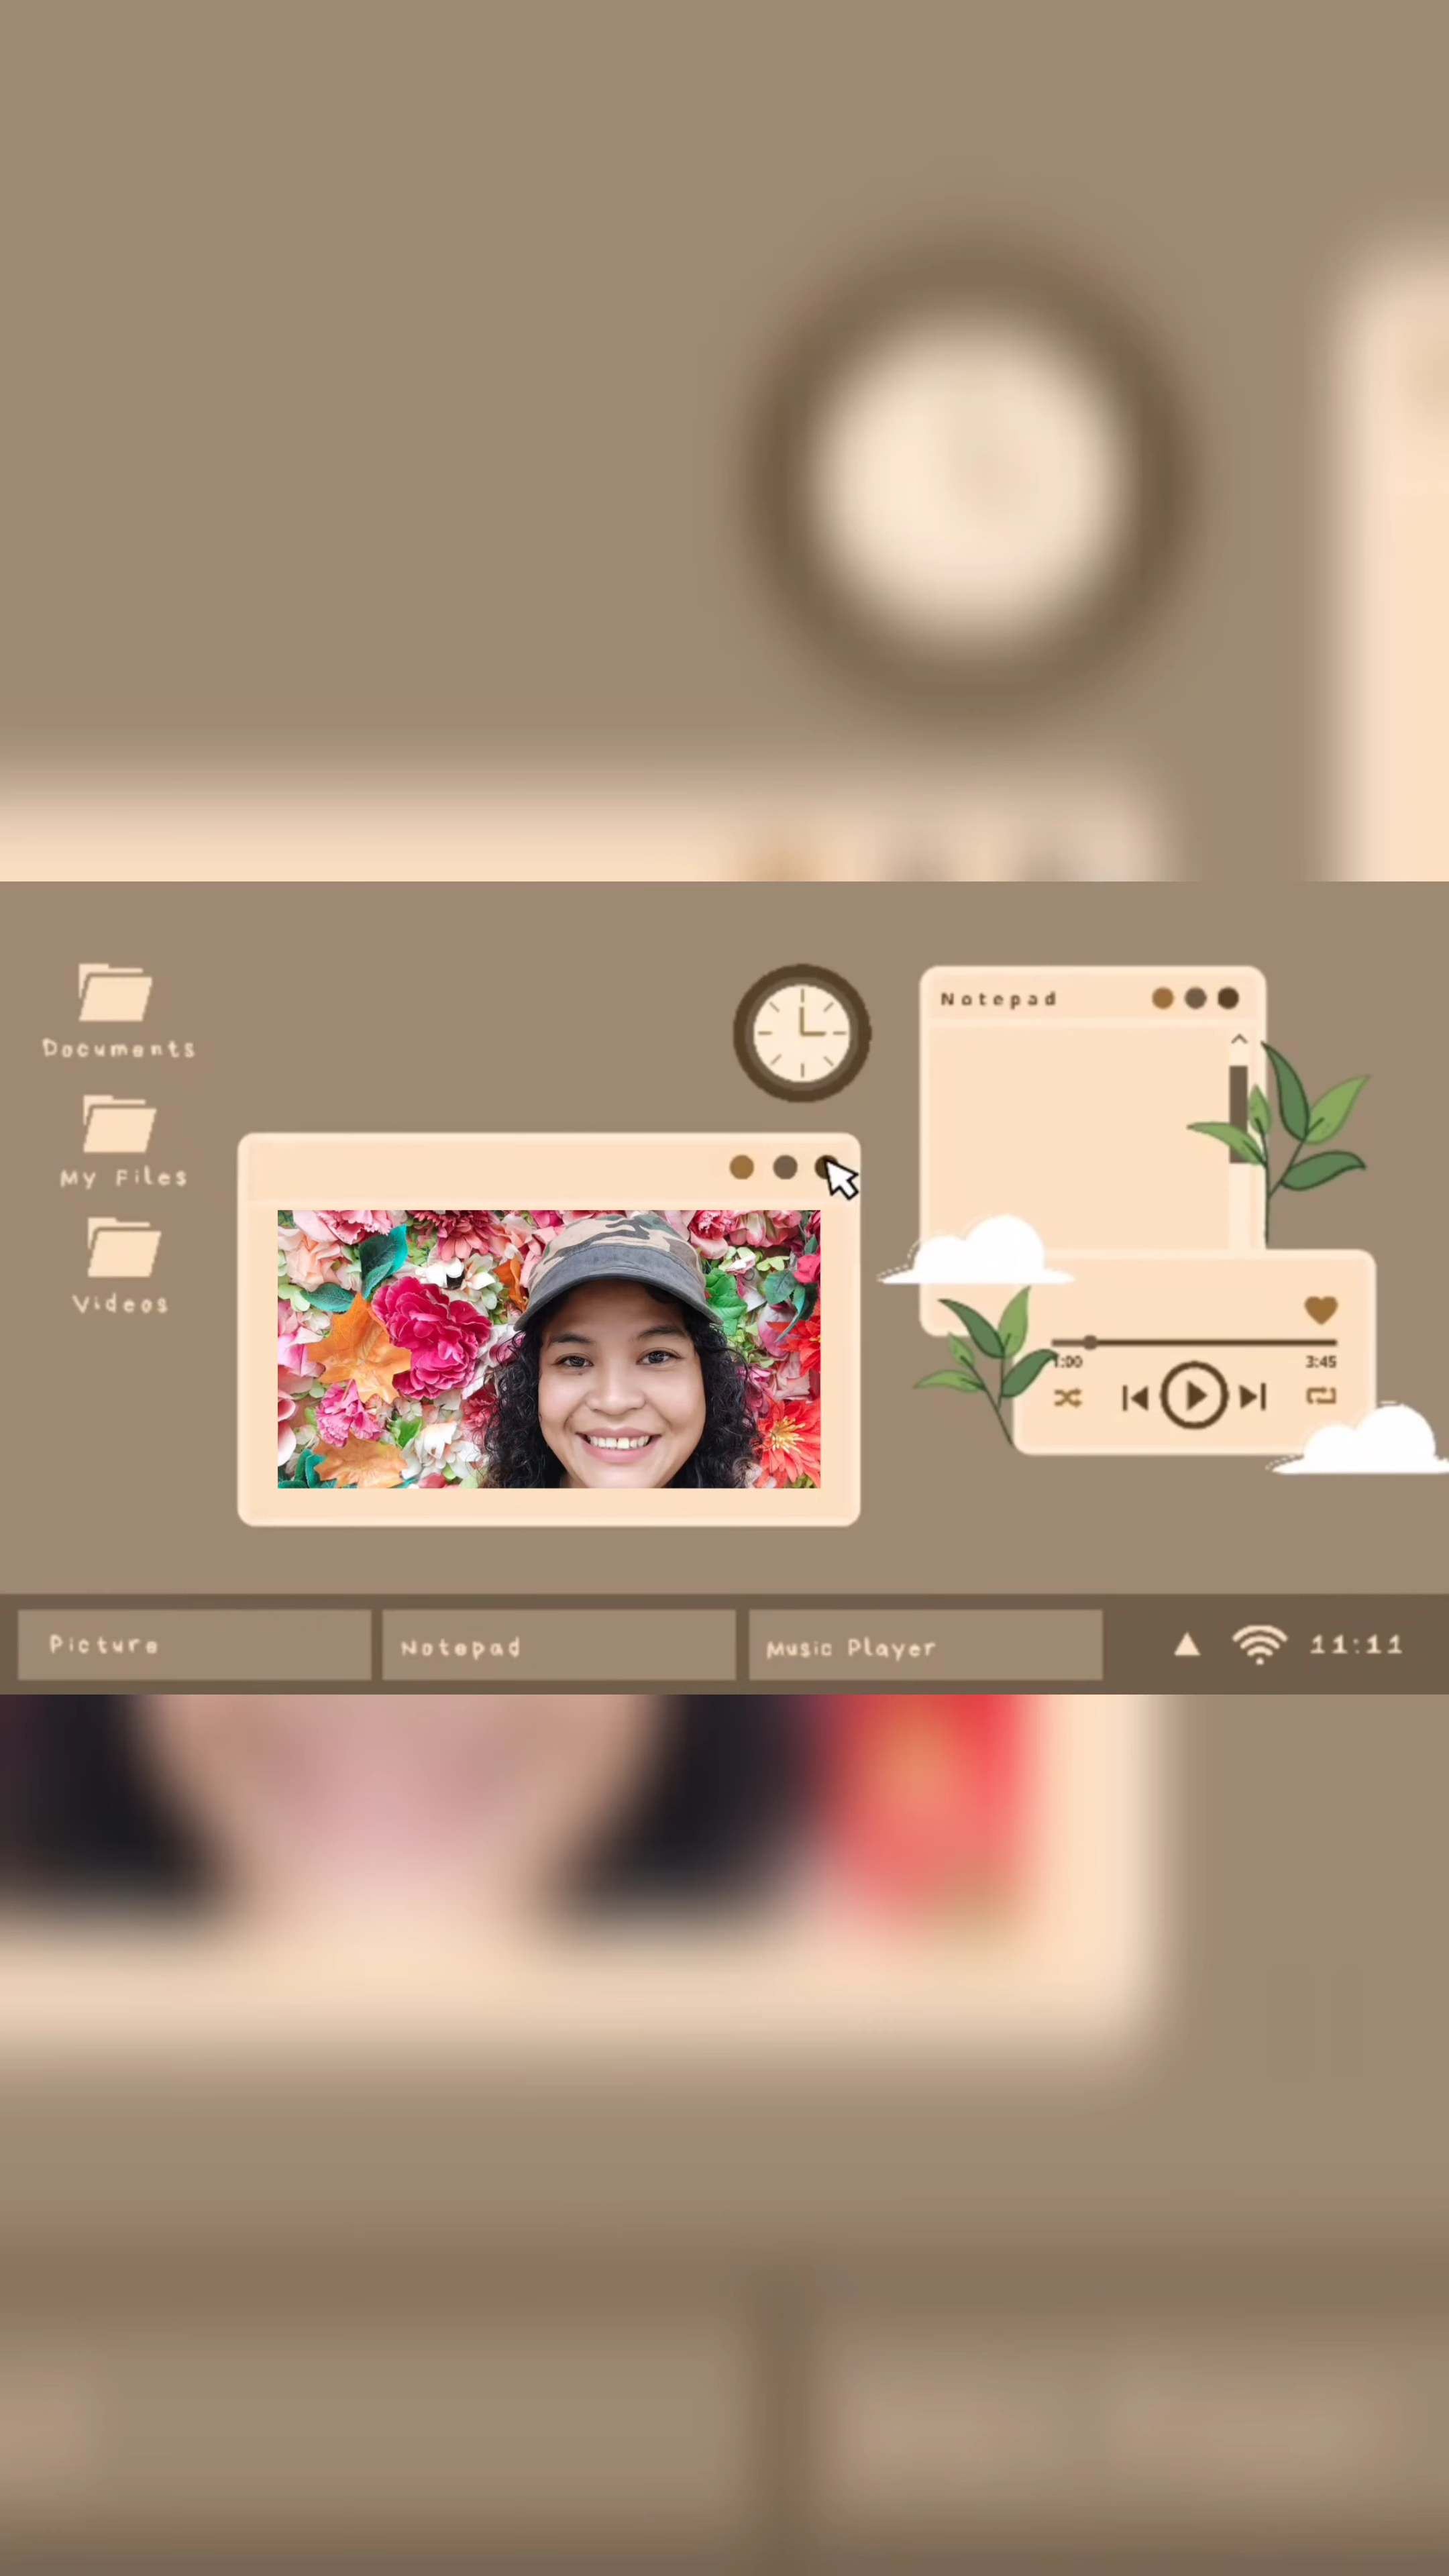 Documents
My Files
Videos
Notepad
1:00
3:45
Picture
Notepad
Music Player
11:11